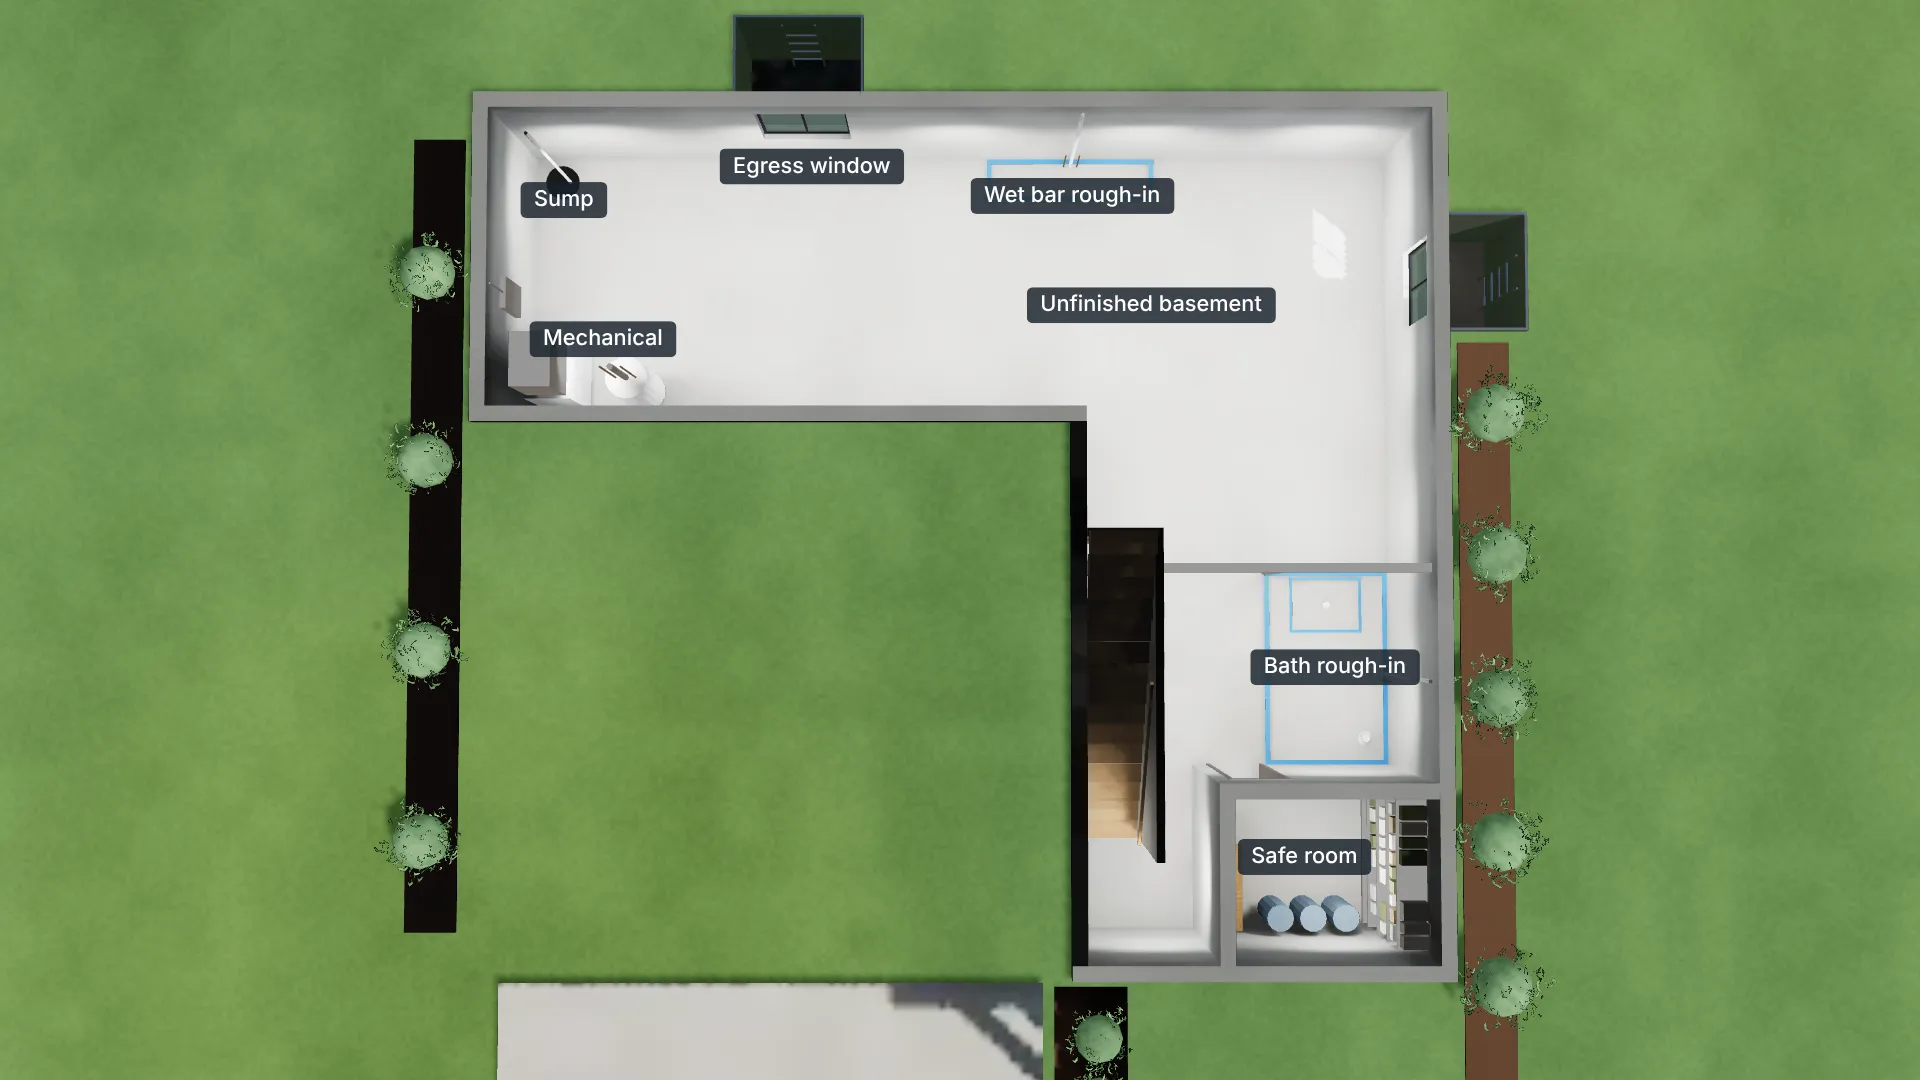 Egress window
Sump
Wet bar rough-in
Unfinished basement
Mechanical
Bath rough-in
Safe room